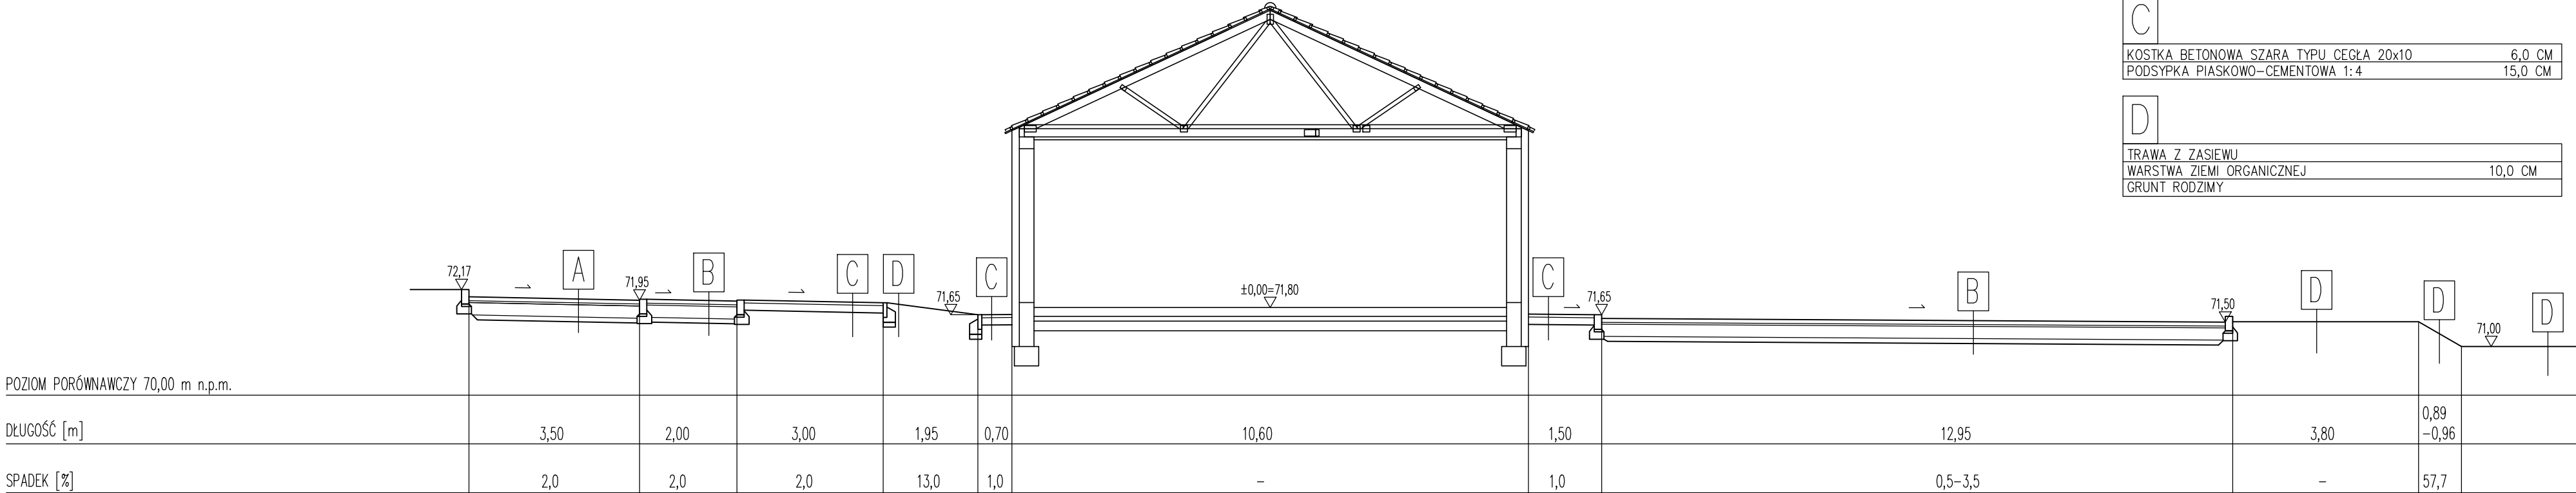 C
KOSTKA BETONOWA SZARA TYPU CEGŁA 20x10 6,0 CM
PODSYPKA PIASKOWO-CEMENTOWA 1:4 15,0 CM
D
TRAWA Z ZASIEWU
WARSTWA ZIEMI ORGANICZNEJ 10,0 CM
GRUNT RODZIMY
72,17 A 71,95 B C D 71,65 C ±0,00=71,80 C 71,65 B 71,50 D D 71,00 D
POZIOM PORÓWNAWCZY 70,00 m n.p.m.
DŁUGOŚĆ [m] 3,50 2,00 3,00 1,95 0,70 10,60 1,50 12,95 3,80 0,89 -0,96
SPADEK [%] 2,0 2,0 2,0 13,0 1,0 - 1,0 0,5-3,5 - 57,7